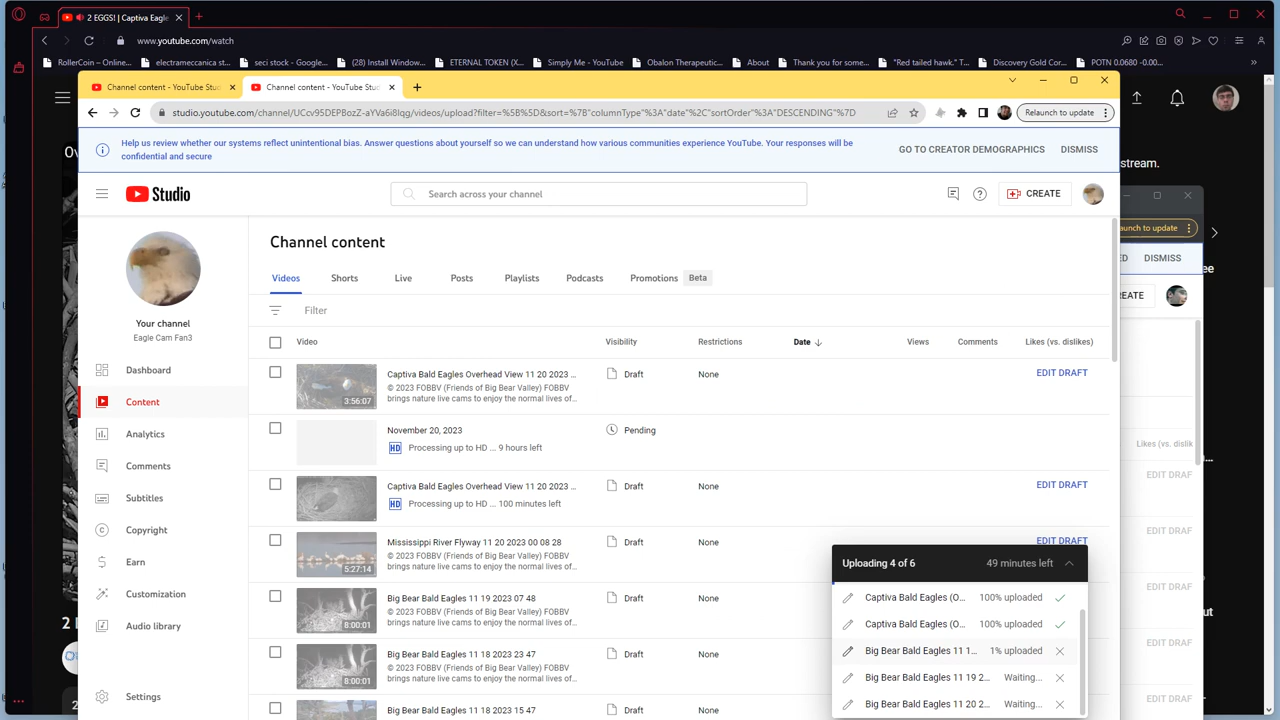 2 EGGS! | Captiva Eagle
www.youtube.com/watch
RollerCoin – Online...
electrameccanica
seci stock - Google...
(28) Install Windows...
ETERNAL TOKEN (X...
Simply Me - YouTube
Obalon Therapeutic...
About
Thank you for some...
"Red tailed hawk." T...
Discovery Gold Cor...
POTN 0.0680 -0.00...
Channel content - YouTube Stud
Channel content - YouTube Studi
studio.youtube.com/channel/UCcv95DEP8ozZ-aYVa6i8Iqg/videos/upload?filter=%5B%5D&sort=%7B"columnType"%3A"date"%2C"sortOrder"%3A"DESCENDING"%7D
Relaunch to update
Help us review whether our systems reflect unintentional bias. Answer questions about yourself so we can understand how various communities experience YouTube. Your responses will be
confidential and secure
GO TO CREATOR DEMOGRAPHICS
DISMISS
stream.
Studio
Search across your channel
CREATE
aunch to update
DISMISS
EATE
Channel content
Videos
Shorts
Live
Posts
Playlists
Podcasts
Promotions
Beta
Filter
Your channel
Eagle Cam Fan3
Dashboard
Content
Analytics
Comments
Subtitles
Copyright
Earn
Customization
Audio library
Settings
Video
Visibility
Restrictions
Date
Views
Comments
Likes (vs. dislikes)
Captiva Bald Eagles Overhead View 11 20 2023 ...
© 2023 FOBBV (Friends of Big Bear Valley) FOBBV
brings nature live cams to enjoy the normal lives of...
3:56:07
Draft
None
EDIT DRAFT
November 20, 2023
HD Processing up to HD ... 9 hours left
Pending
Captiva Bald Eagles Overhead View 11 20 2023 ...
HD Processing up to HD ... 100 minutes left
Draft
None
EDIT DRAFT
Mississippi River Flyway 11 20 2023 00 08 28
© 2023 FOBBV (Friends of Big Bear Valley) FOBBV
brings nature live cams to enjoy the normal lives of...
5:27:14
Draft
None
EDIT DRAFT
Big Bear Bald Eagles 11 19 2023 07 48
© 2023 FOBBV (Friends of Big Bear Valley) FOBBV
brings nature live cams to enjoy the normal lives of...
8:00:01
Draft
None
Big Bear Bald Eagles 11 18 2023 23 47
© 2023 FOBBV (Friends of Big Bear Valley) FOBBV
brings nature live cams to enjoy the normal lives of...
8:00:01
Draft
None
Big Bear Bald Eagles 11 18 2023 15 47
Draft
None
Uploading 4 of 6
49 minutes left
Captiva Bald Eagles (O... 100% uploaded
Captiva Bald Eagles (O... 100% uploaded
Big Bear Bald Eagles 11 1... 1% uploaded
Big Bear Bald Eagles 11 19 2... Waiting...
Big Bear Bald Eagles 11 20 2... Waiting...
Likes (vs. dislik
EDIT DRAF
EDIT DRAF
EDIT DRAF
EDIT DRAF
EDIT DRAF